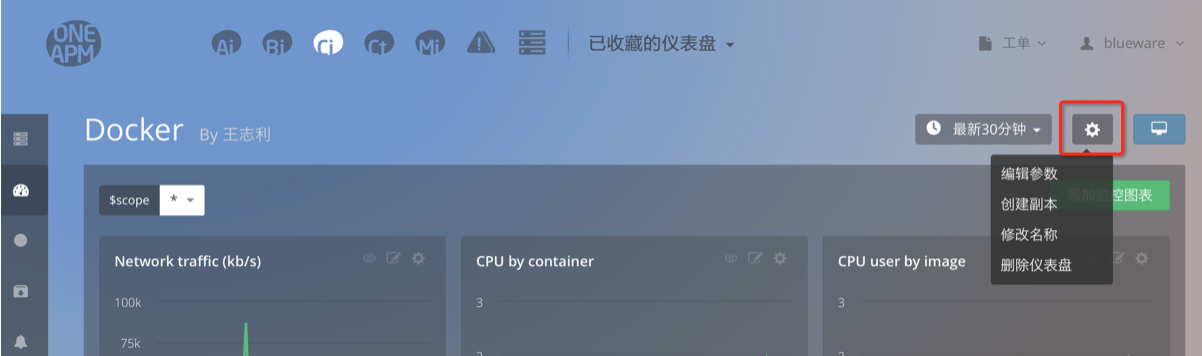 ONE
APM
Ai Bi Ci Ct Mi 已收藏的仪表盘 工单 blueware
Docker By 王志利 最新30分钟
编辑参数
$scope * 添加监控图表
创建副本
修改名称
删除仪表盘
Network traffic (kb/s) CPU by container CPU user by image
100k 3 3
75k